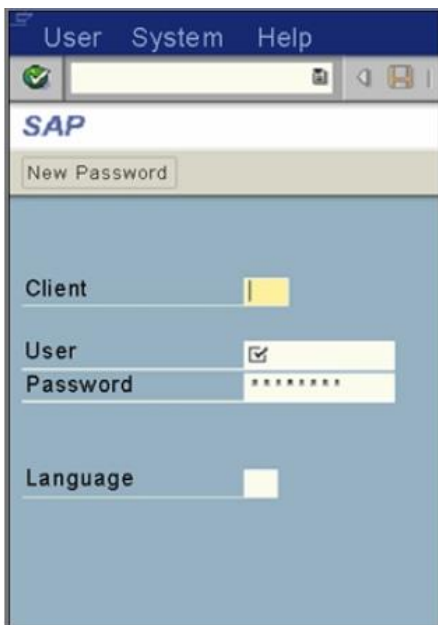 User System Help
SAP
New Password
Client
User
Password ********
Language